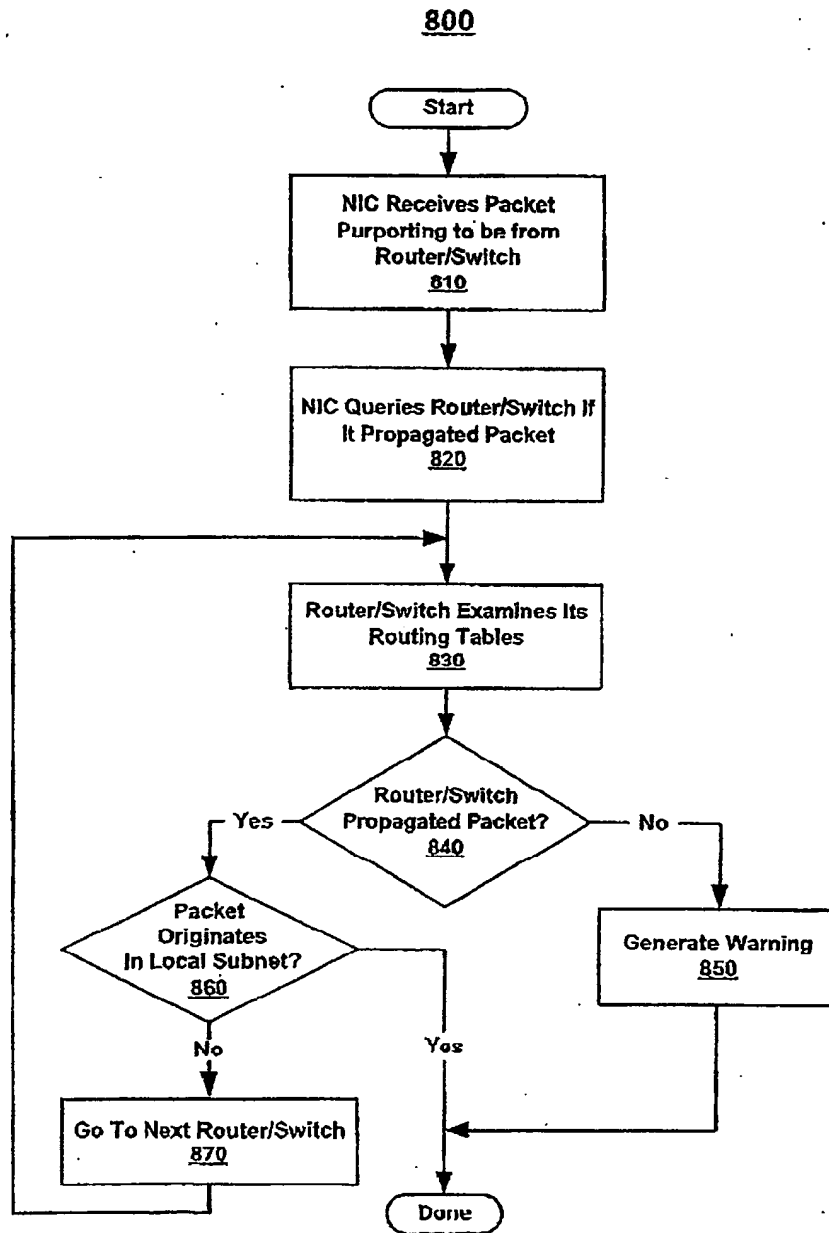 800
Start
NIC Receives Packet
Purporting to be from
Router/Switch
810
NIC Queries Router/Switch If
It Propagated Packet
820
Router/Switch Examines Its
Routing Tables
830
Router/Switch
Propagated Packet?
840
Yes
No
Packet
Originates
In Local Subnet?
860
Generate Warning
850
No
Yes
Go To Next Router/Switch
870
Done